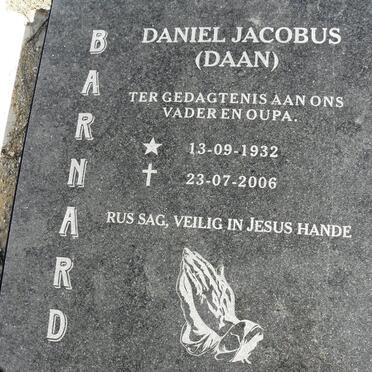 BARNARD
DANIEL JACOBUS
(DAAN)
TER GEDAGTENIS AAN ONS
VADER EN OUPA.
13-09-1932
23-07-2006
RUS SAG, VEILIG IN JESUS HANDE